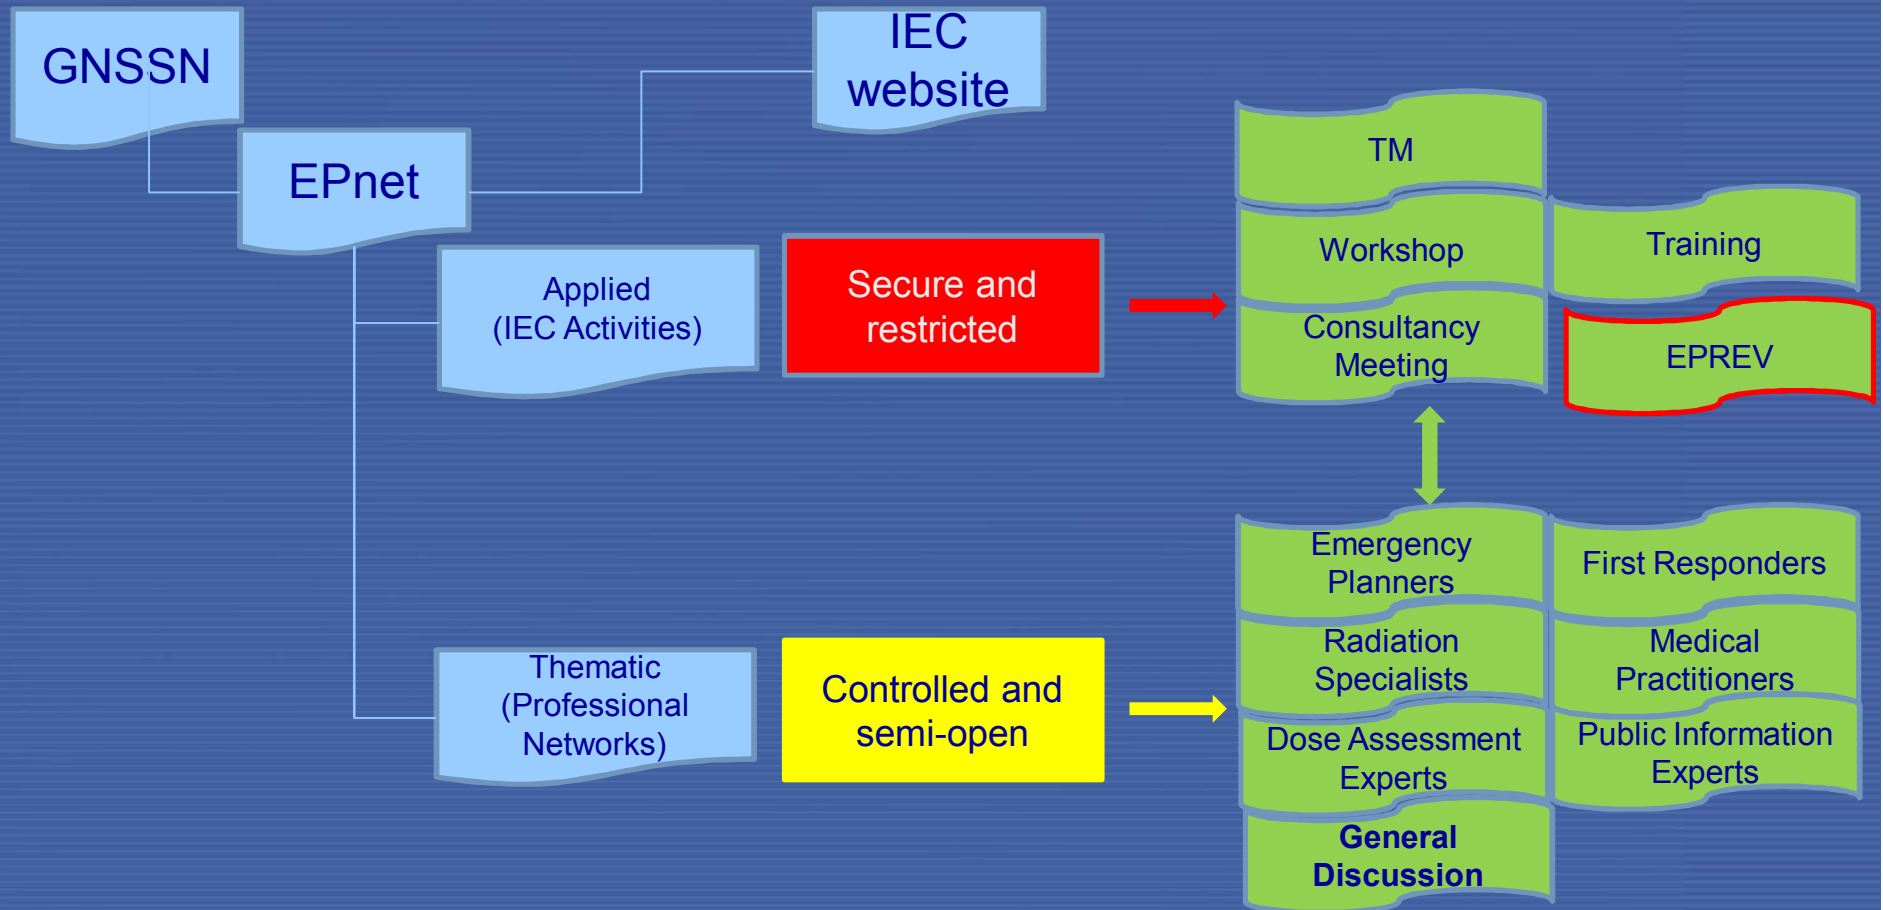 GNSSN
IEC
website
EPnet
Applied
(IEC Activities)
Secure and
restricted
TM
Workshop
Training
Consultancy
Meeting
EPREV
Thematic
(Professional
Networks)
Controlled and
semi-open
Emergency
Planners
First Responders
Radiation
Specialists
Medical
Practitioners
Dose Assessment
Experts
Public Information
Experts
General
Discussion